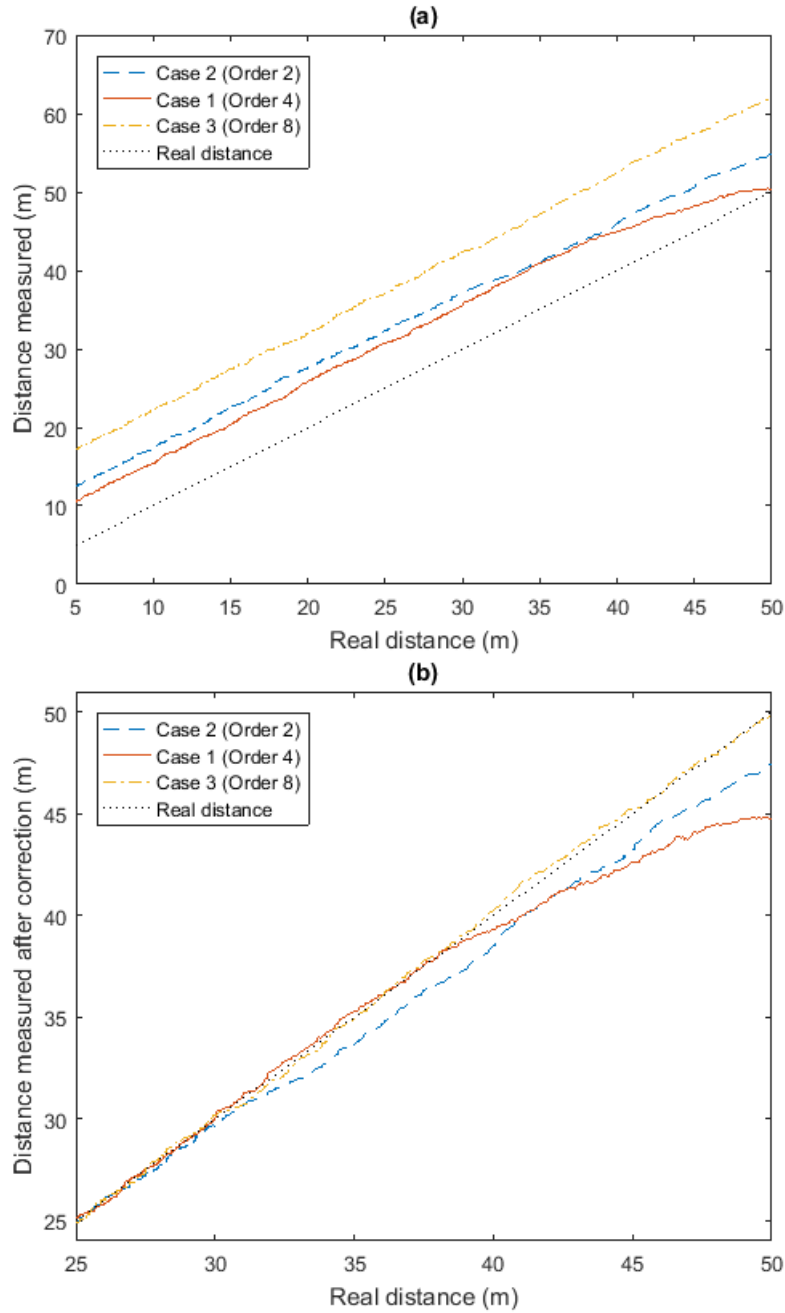 (a)
70
60
50
40
30
20
10
0
Distance measured (m)
Case 2 (Order 2)
Case 1 (Order 4)
Case 3 (Order 8)
Real distance
5 10 15 20 25 30 35 40 45 50
Real distance (m)
(b)
50
45
40
35
30
25
Distance measured after correction (m)
Case 2 (Order 2)
Case 1 (Order 4)
Case 3 (Order 8)
Real distance
25 30 35 40 45 50
Real distance (m)